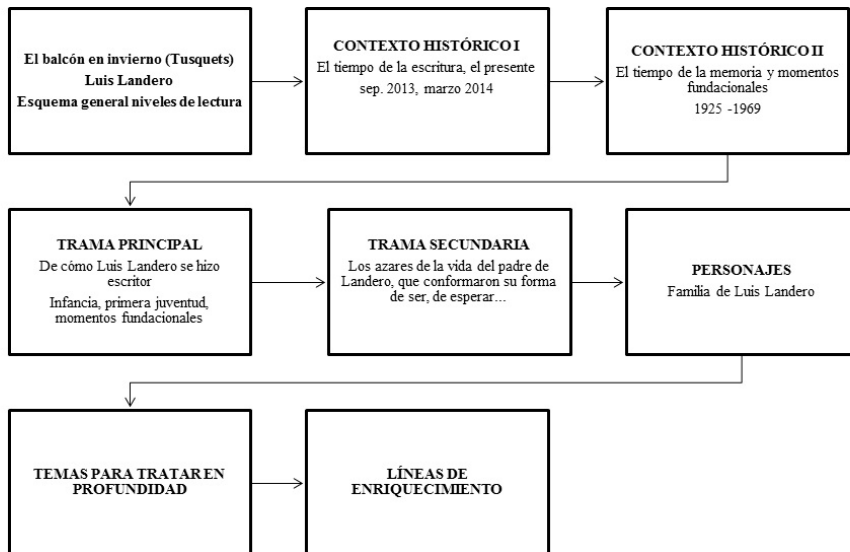 El balcón en invierno (Tusquets)
Luis Landero
Esquema general niveles de lectura
CONTEXTO HISTÓRICO I
El tiempo de la escritura, el presente
sep. 2013, marzo 2014
CONTEXTO HISTÓRICO II
El tiempo de la memoria y momentos
fundacionales
1925 -1969
TRAMA PRINCIPAL
De cómo Luis Landero se hizo
escritor
Infancia, primera juventud,
momentos fundacionales
TRAMA SECUNDARIA
Los azares de la vida del padre de
Landero, que conformaron su forma
de ser, de esperar...
PERSONAJES
Familia de Luis Landero
TEMAS PARA TRATAR EN
PROFUNDIDAD
LÍNEAS DE
ENRIQUECIMIENTO